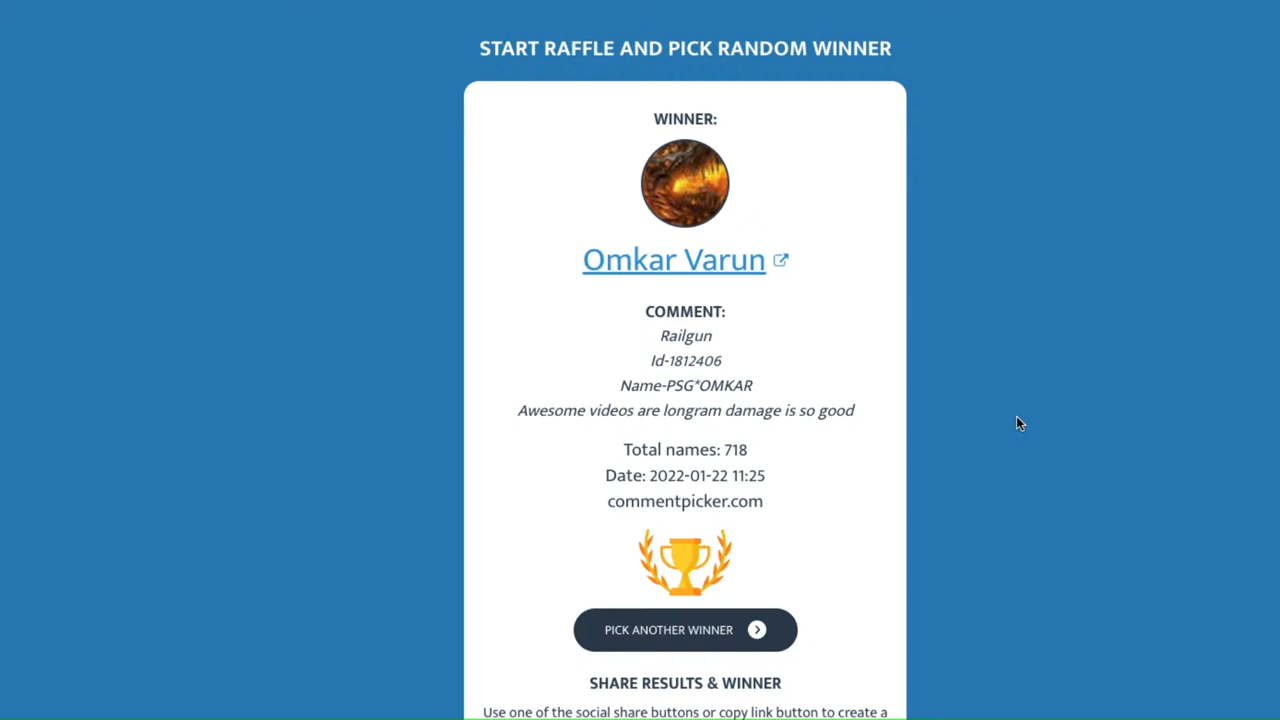 START RAFFLE AND PICK RANDOM WINNER
WINNER:
Omkar Varun
COMMENT:
Railgun
Id-1812406
Name-PSG*OMKAR
Awesome videos are longram damage is so good
Total names: 718
Date: 2022-01-22 11:25
commentpicker.com
PICK ANOTHER WINNER
SHARE RESULTS & WINNER
Use one of the social share buttons or copy link button to create a